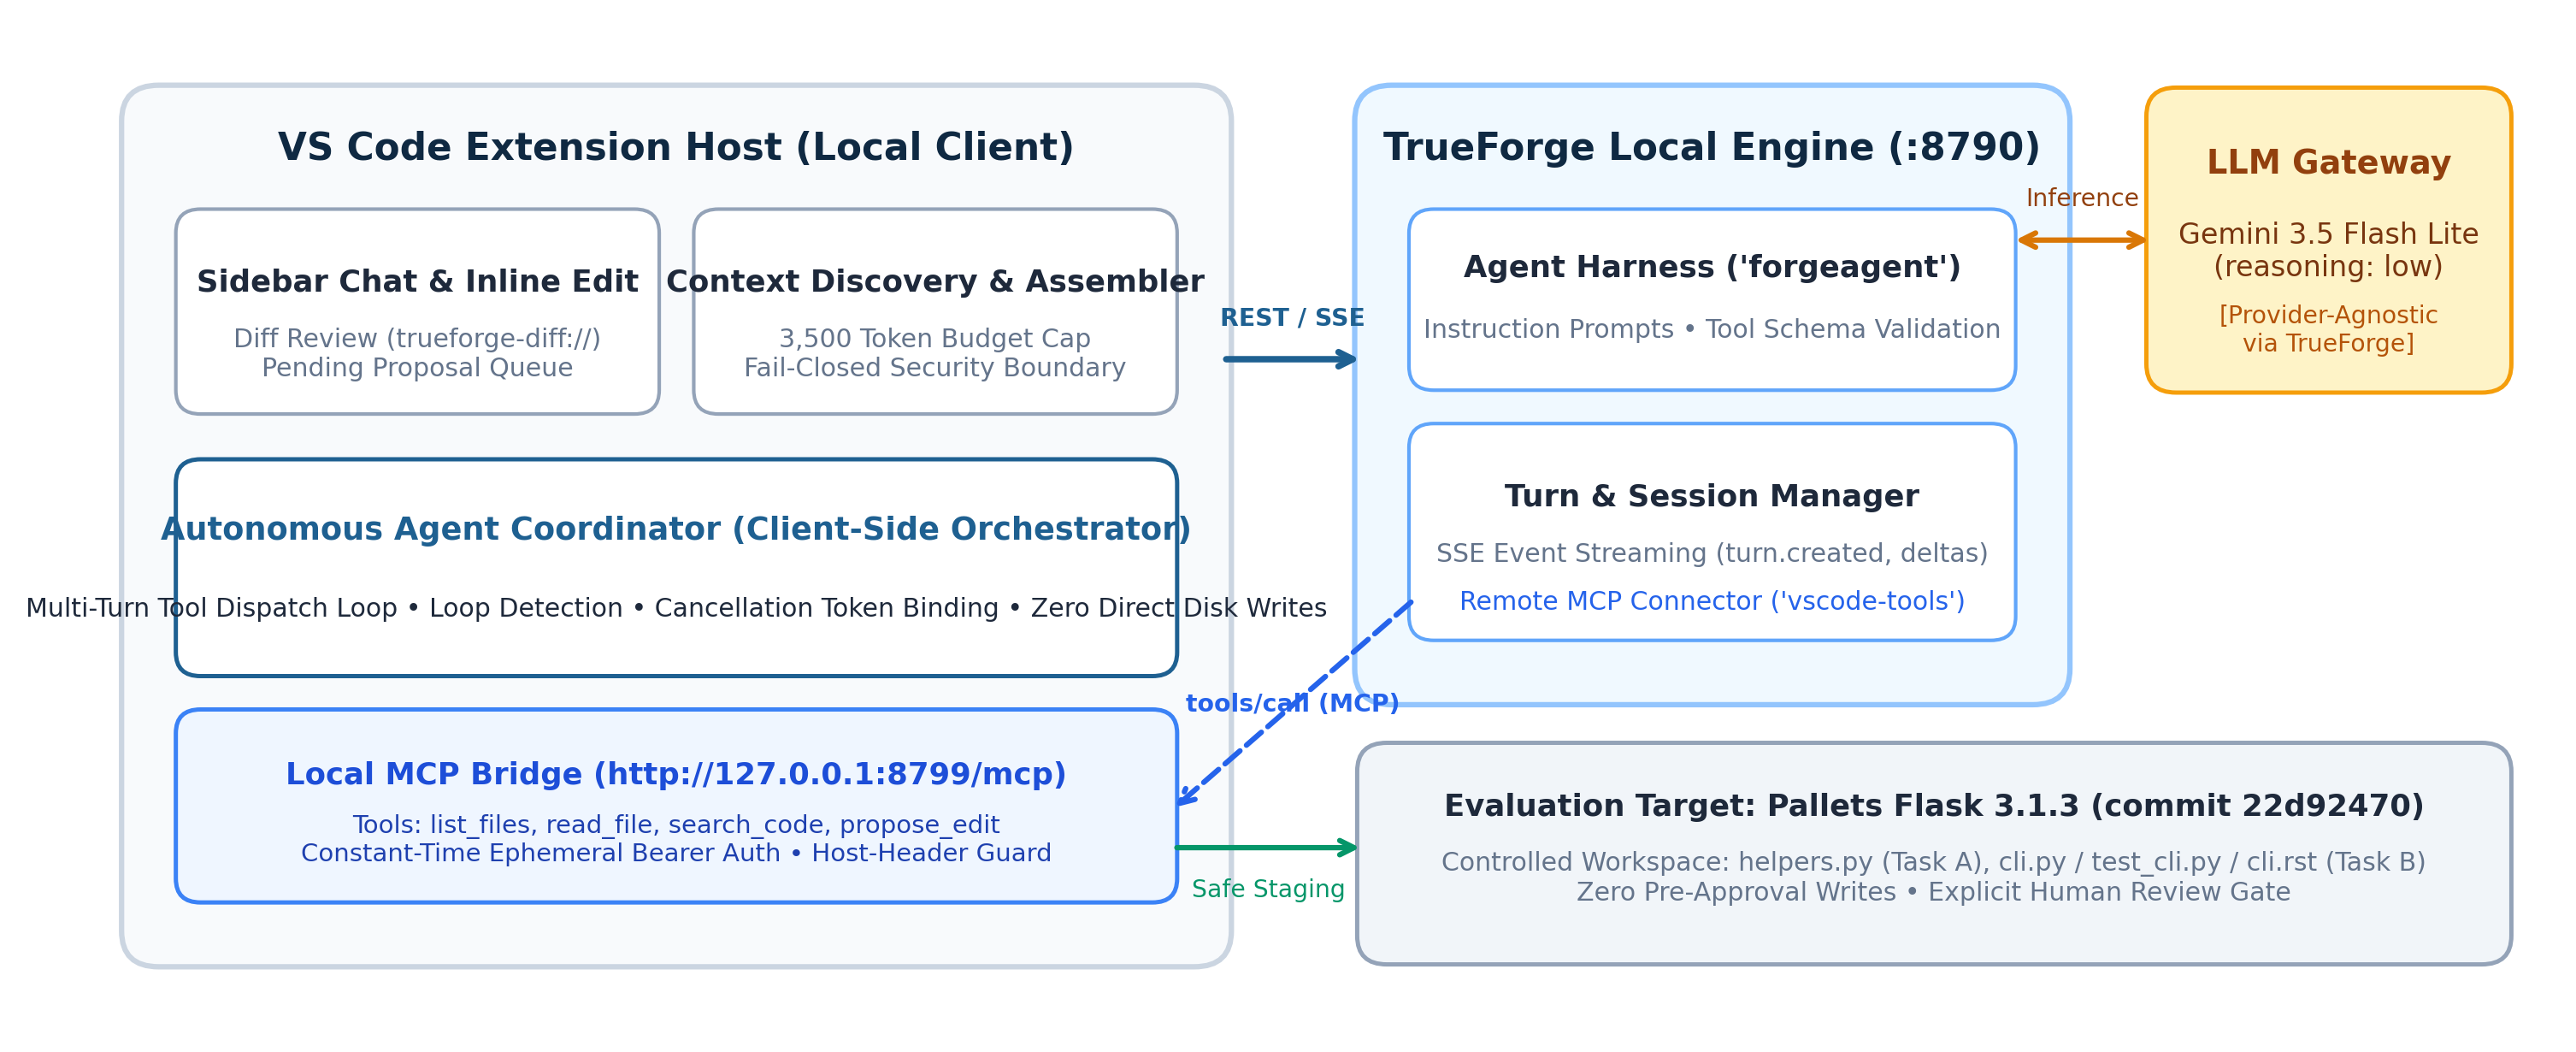 VS Code Extension Host (Local Client)
Sidebar Chat & Inline Edit
Diff Review (trueforge-diff://)
Pending Proposal Queue
Context Discovery & Assembler
3,500 Token Budget Cap
Fail-Closed Security Boundary
Autonomous Agent Coordinator (Client-Side Orchestrator)
Multi-Turn Tool Dispatch Loop • Loop Detection • Cancellation Token Binding • Zero Direct Disk Writes
Local MCP Bridge (http://127.0.0.1:8799/mcp)
Tools: list_files, read_file, search_code, propose_edit
Constant-Time Ephemeral Bearer Auth • Host-Header Guard
REST / SSE
tools/call (MCP)
Safe Staging
TrueForge Local Engine (:8790)
Agent Harness ('forgeagent')
Instruction Prompts • Tool Schema Validation
Turn & Session Manager
SSE Event Streaming (turn.created, deltas)
Remote MCP Connector ('vscode-tools')
Inference
LLM Gateway
Gemini 3.5 Flash Lite
(reasoning: low)
[Provider-Agnostic
via TrueForge]
Evaluation Target: Pallets Flask 3.1.3 (commit 22d92470)
Controlled Workspace: helpers.py (Task A), cli.py / test_cli.py / cli.rst (Task B)
Zero Pre-Approval Writes • Explicit Human Review Gate